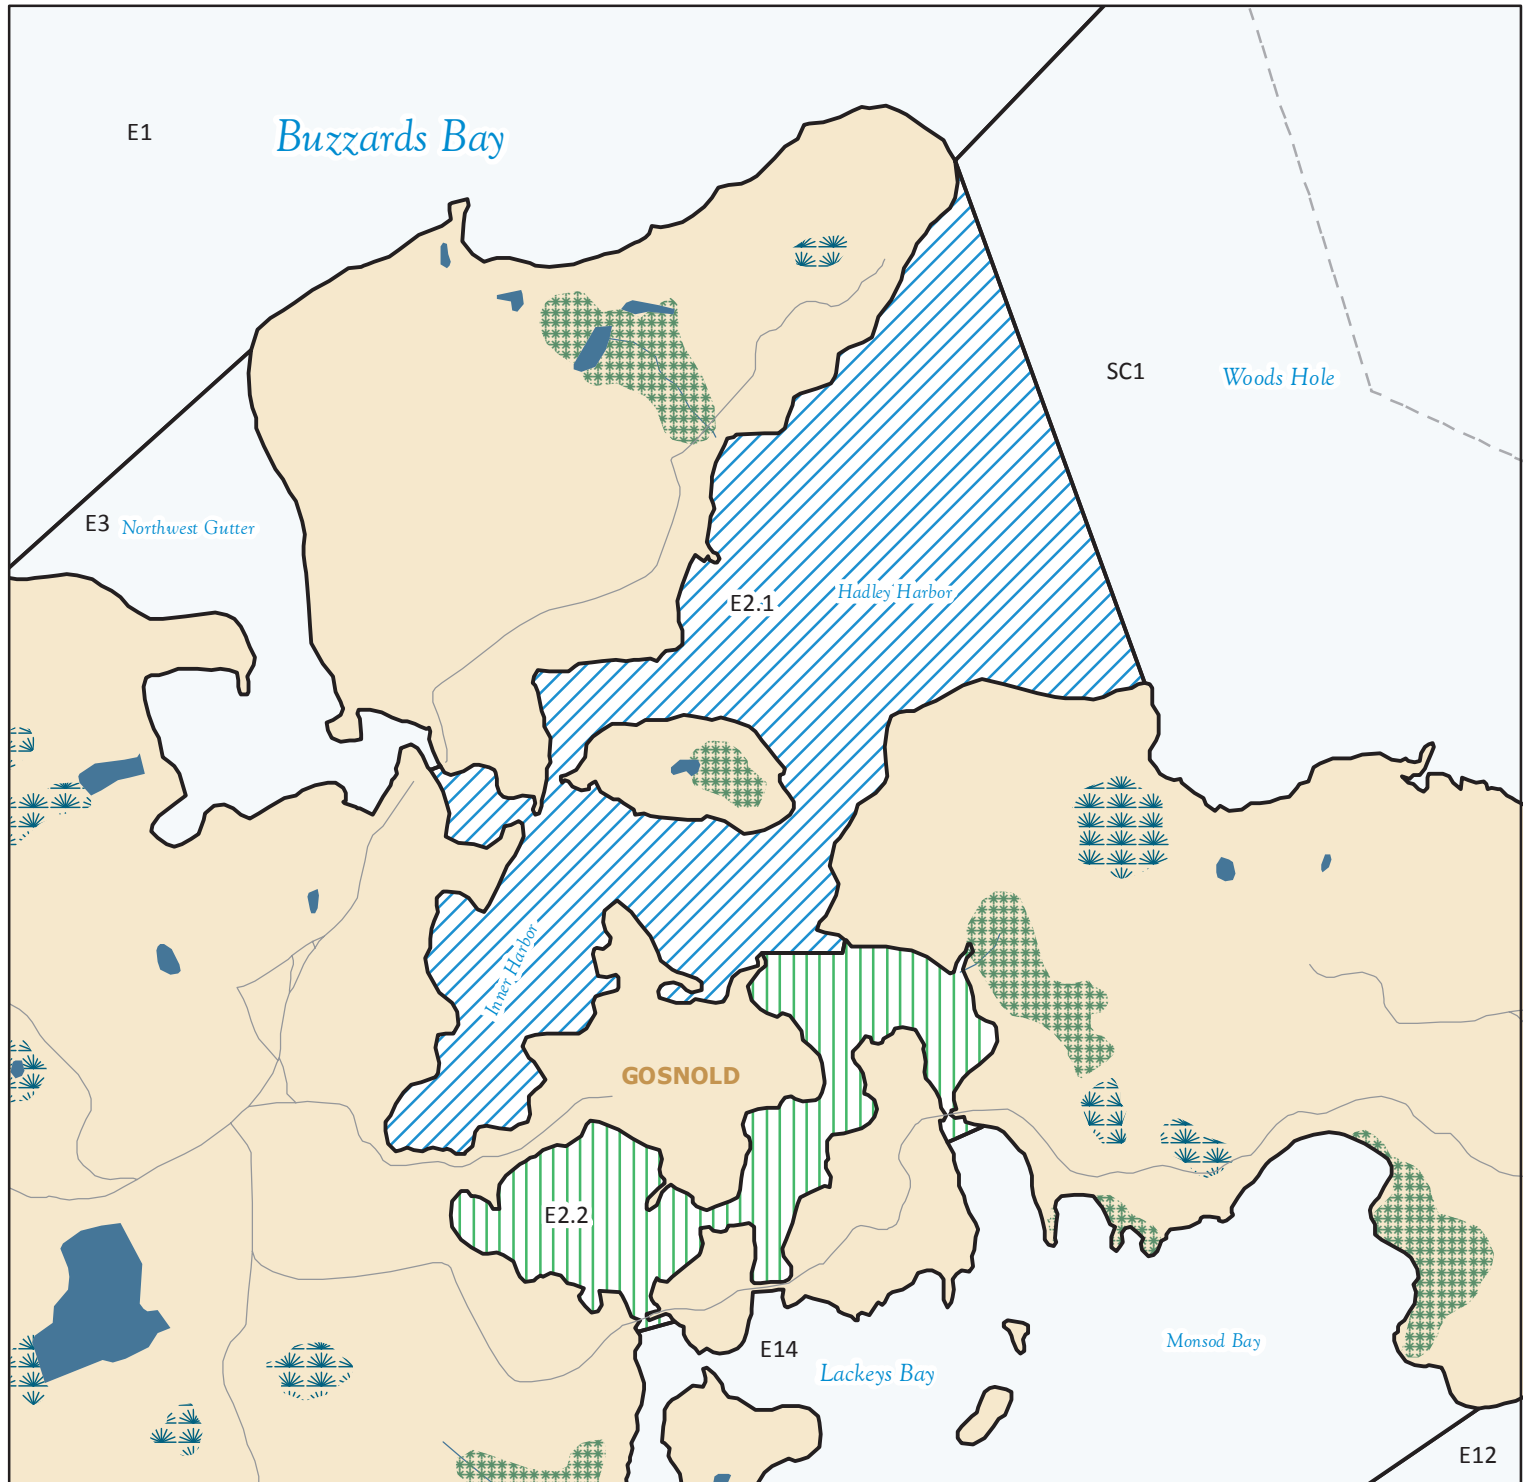 E1
Buzzards Bay
SC1
Woods Hole
E3
Northwest Gutter
E2.1
Hadley Harbor
Inner Harbor
GOSNOLD
E2.2
E14
Lackeys Bay
Monsod Bay
E12